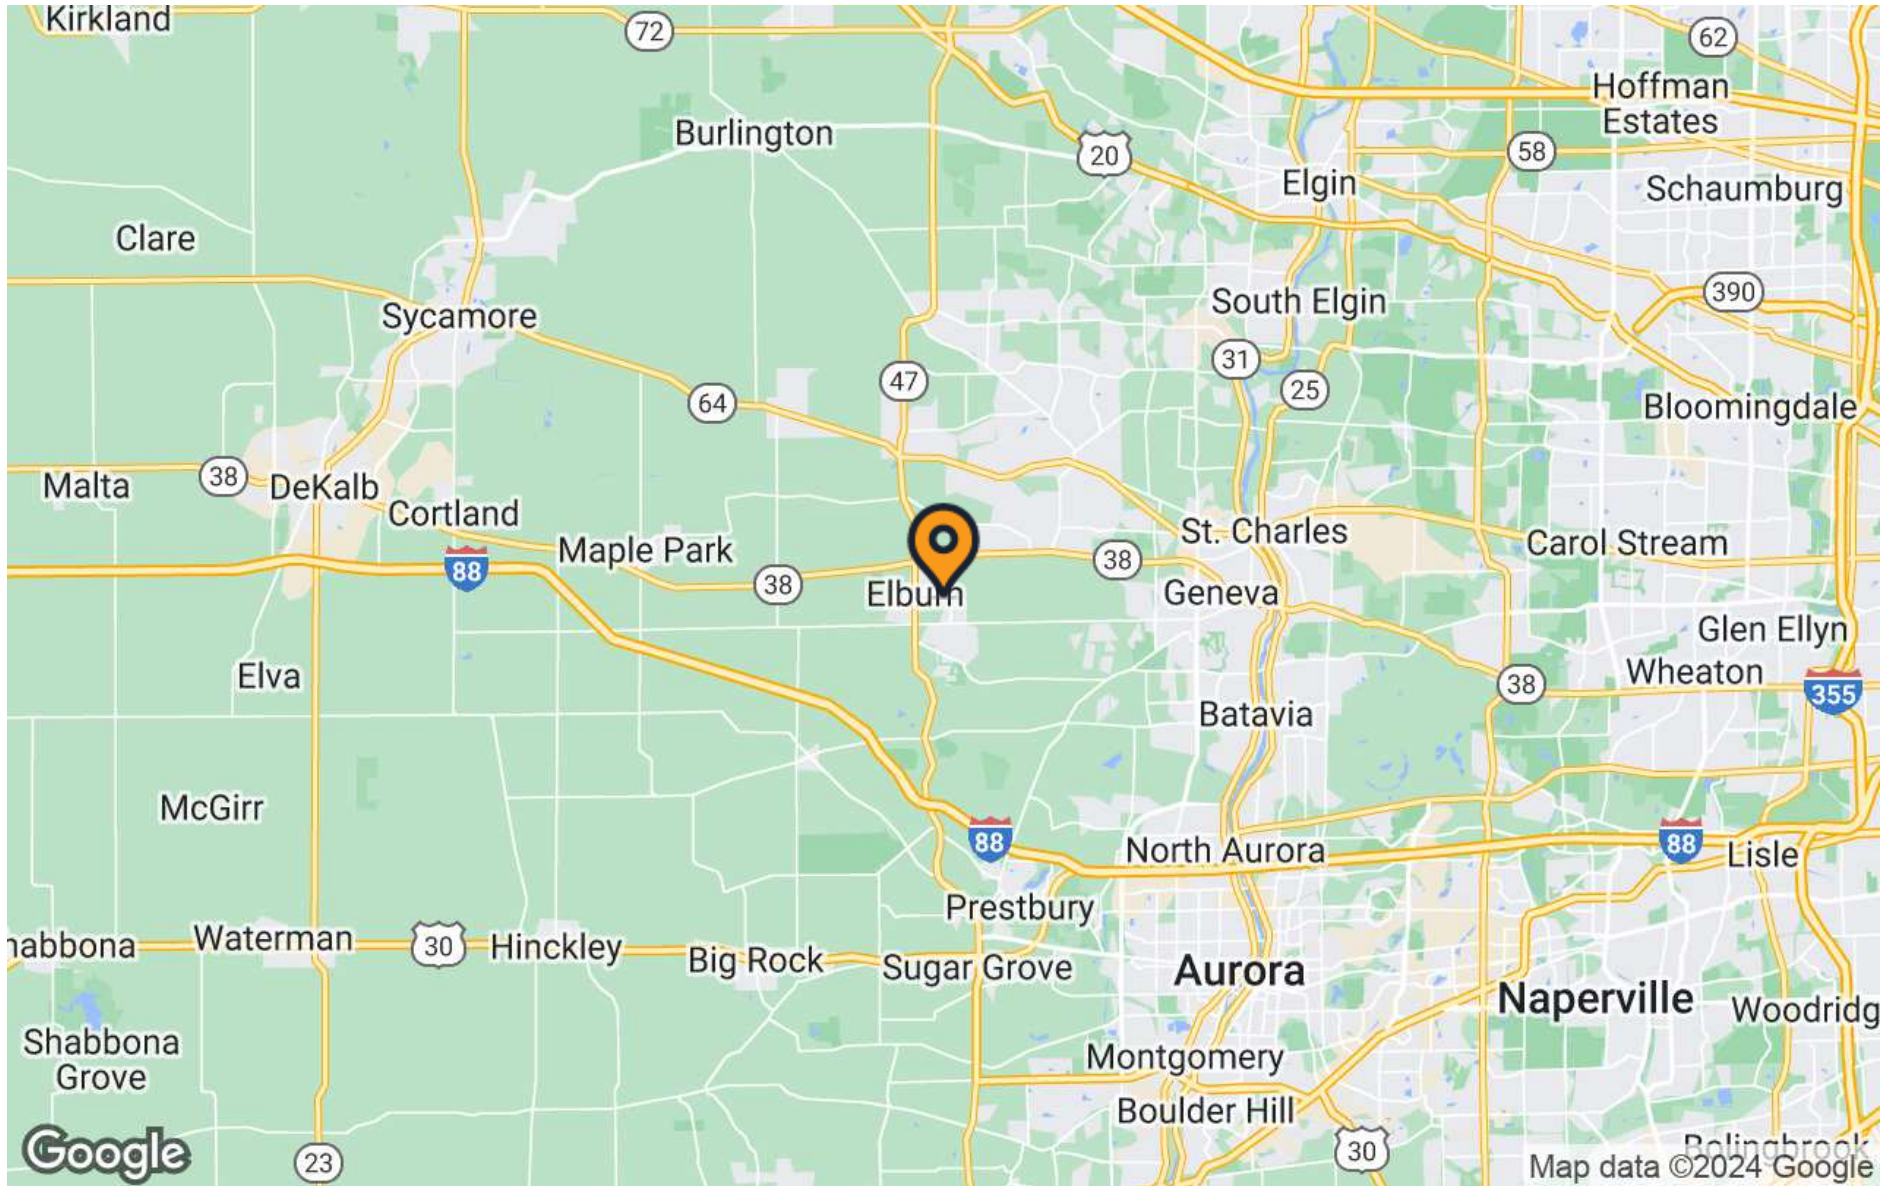 Kirkland
72
62
Hoffman
Estates
Burlington
20
58
Elgin
Schaumburg
Clare
390
South Elgin
Sycamore
31
47
25
64
Bloomingdale
38
Malta
DeKalb
Cortland
St. Charles
Carol Stream
Maple Park
38
88
38
Elburn
Geneva
Glen Ellyn
Elva
Wheaton
38
355
Batavia
McGirr
88
88
North Aurora
Lisle
Prestbury
habbona
Waterman
30
Hinckley
Big Rock
Sugar Grove
Aurora
Naperville
Woodridg
Shabbona
Grove
Montgomery
Boulder Hill
Google
23
30
Bolingbrook
Map data ©2024 Google